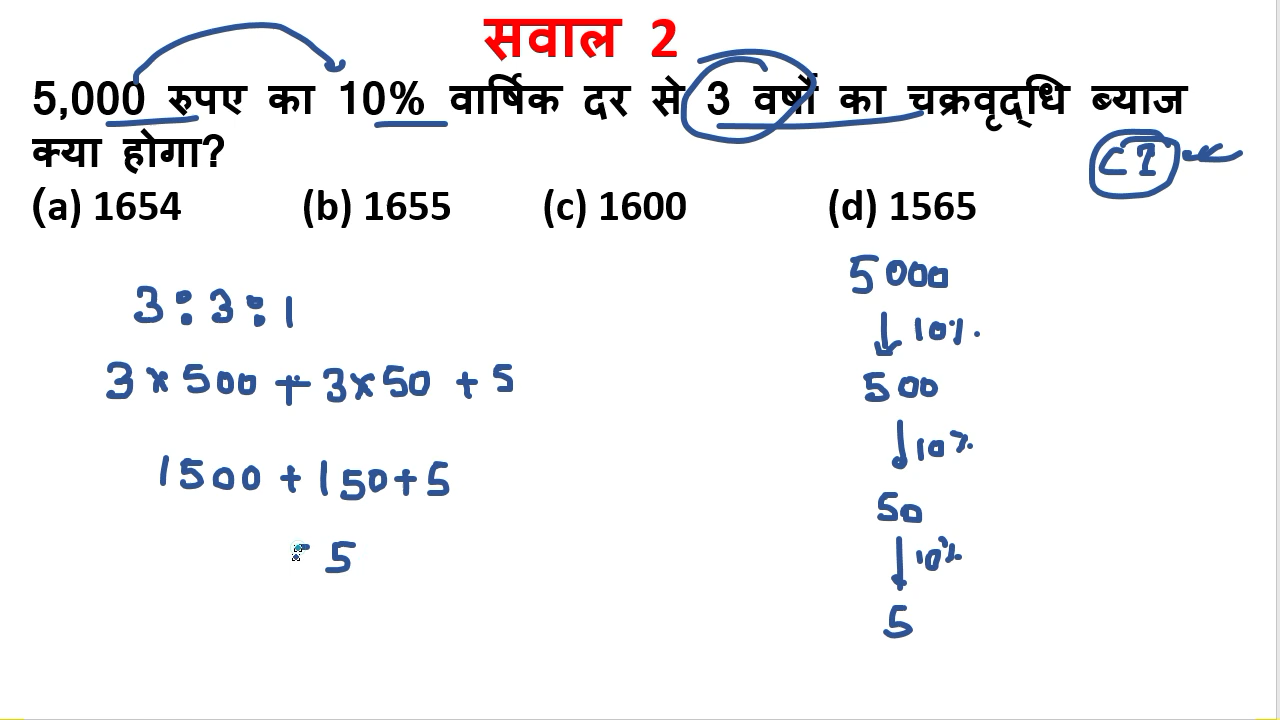 सवाल 2
5,000 रुपए का 10% वार्षिक दर से 3 वर्षों का चक्रवृद्धि ब्याज
क्या होगा?
CI
(a) 1654 (b) 1655 (c) 1600 (d) 1565
3 : 3 : 1
3 × 500 + 3 × 50 + 5
1500 + 150 + 5
5
5000
10%
500
10%
50
10%
5